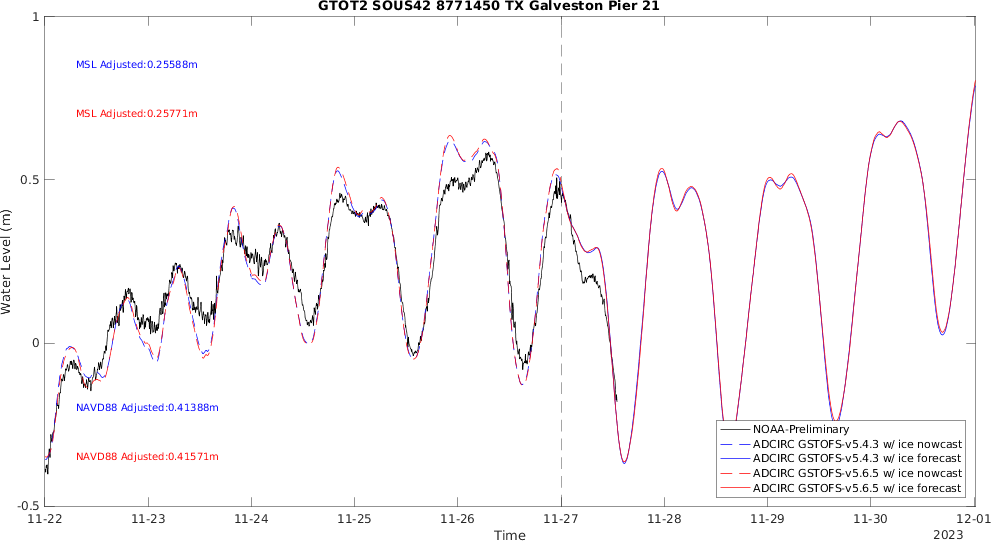 GTOT2 SOUS42 8771450 TX Galveston Pier 21
1
MSL Adjusted:0.25588m
MSL Adjusted:0.25771m
0.5
Water Level (m)
0
NAVD88 Adjusted:0.41388m
NAVD88 Adjusted:0.41571m
NOAA-Preliminary
ADCIRC GSTOFS-v5.4.3 w/ ice nowcast
ADCIRC GSTOFS-v5.4.3 w/ ice forecast
ADCIRC GSTOFS-v5.6.5 w/ ice nowcast
ADCIRC GSTOFS-v5.6.5 w/ ice forecast
-0.5
11-22 11-23 11-24 11-25 11-26 11-27 11-28 11-29 11-30 12-01
Time
2023